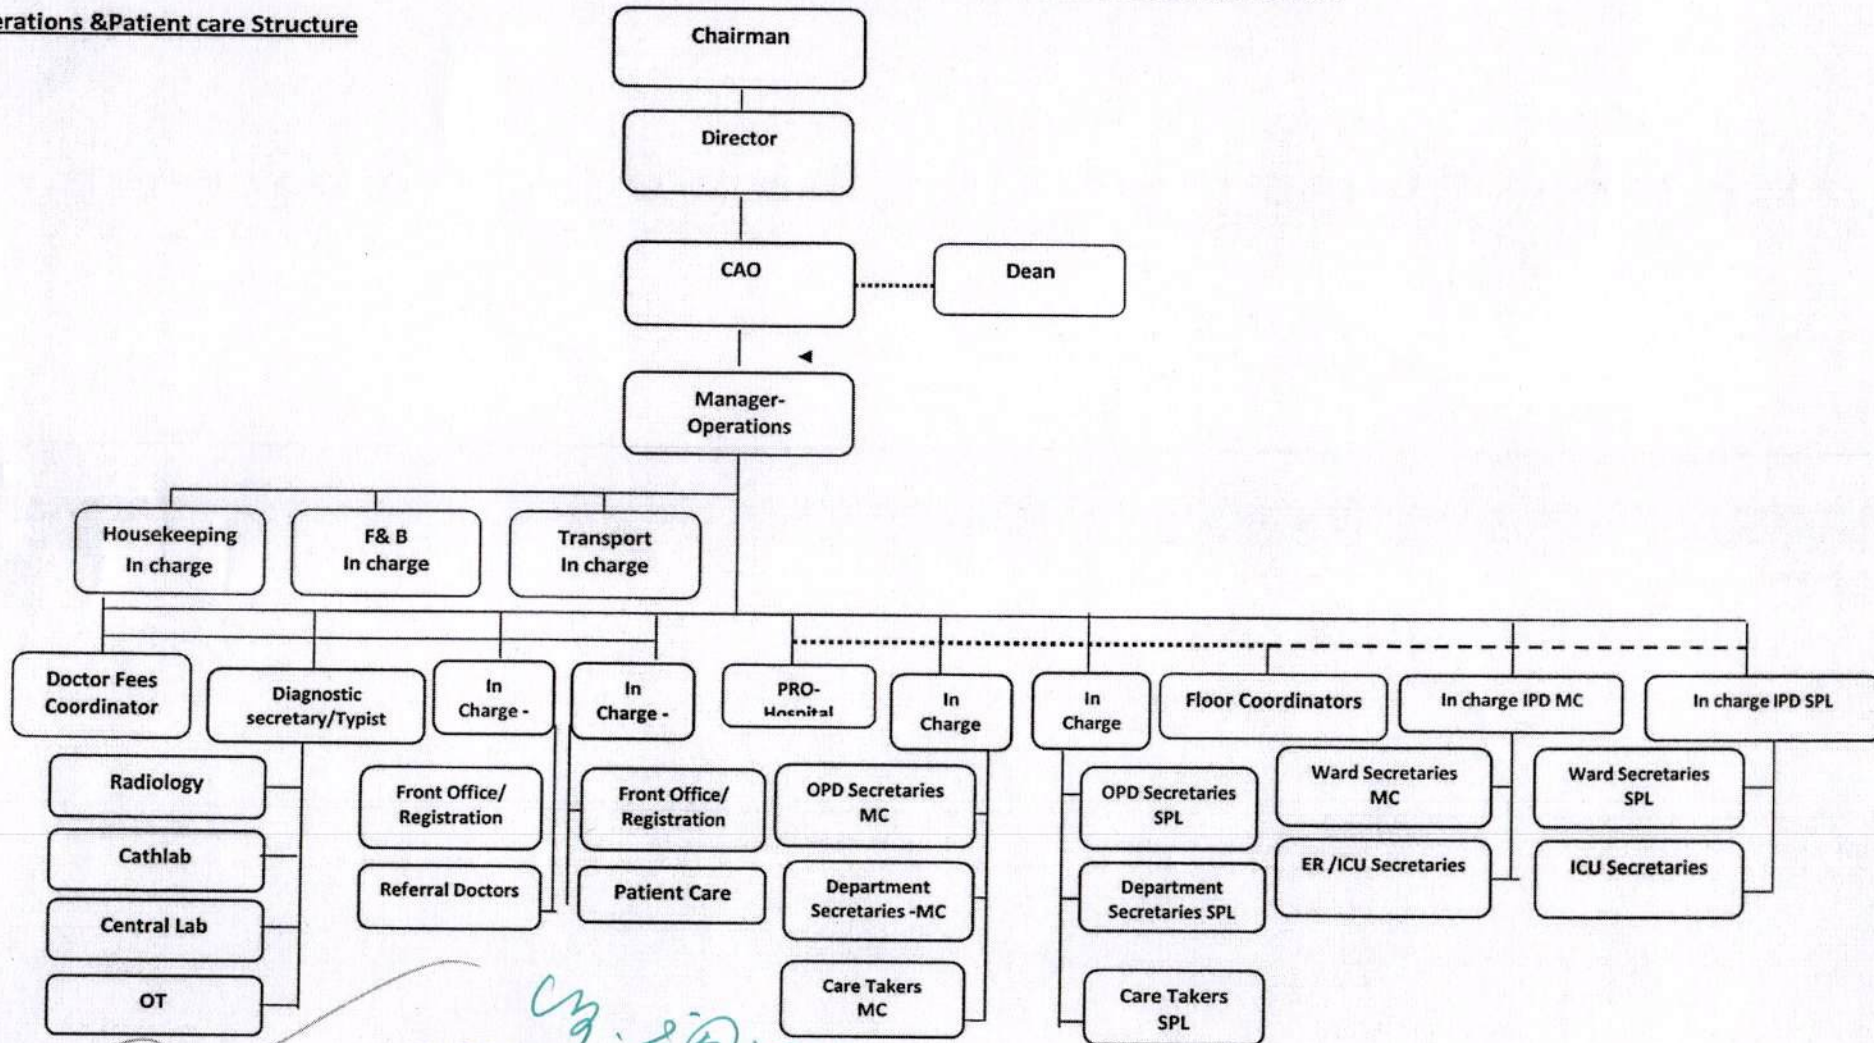 erations &Patient care Structure
Chairman
Director
CAO
Dean
Manager-
Operations
Housekeeping
In charge
F& B
In charge
Transport
In charge
Doctor Fees
Coordinator
Diagnostic
secretary/Typist
In
Charge -
In
Charge -
PRO-
Hospital
In
Charge
In
Charge
Floor Coordinators
In charge IPD MC
In charge IPD SPL
Radiology
Cathlab
Central Lab
OT
Front Office/
Registration
Referral Doctors
Front Office/
Registration
Patient Care
OPD Secretaries
MC
Department
Secretaries -MC
Care Takers
MC
OPD Secretaries
SPL
Department
Secretaries SPL
Care Takers
SPL
Ward Secretaries
MC
ER /ICU Secretaries
Ward Secretaries
SPL
ICU Secretaries